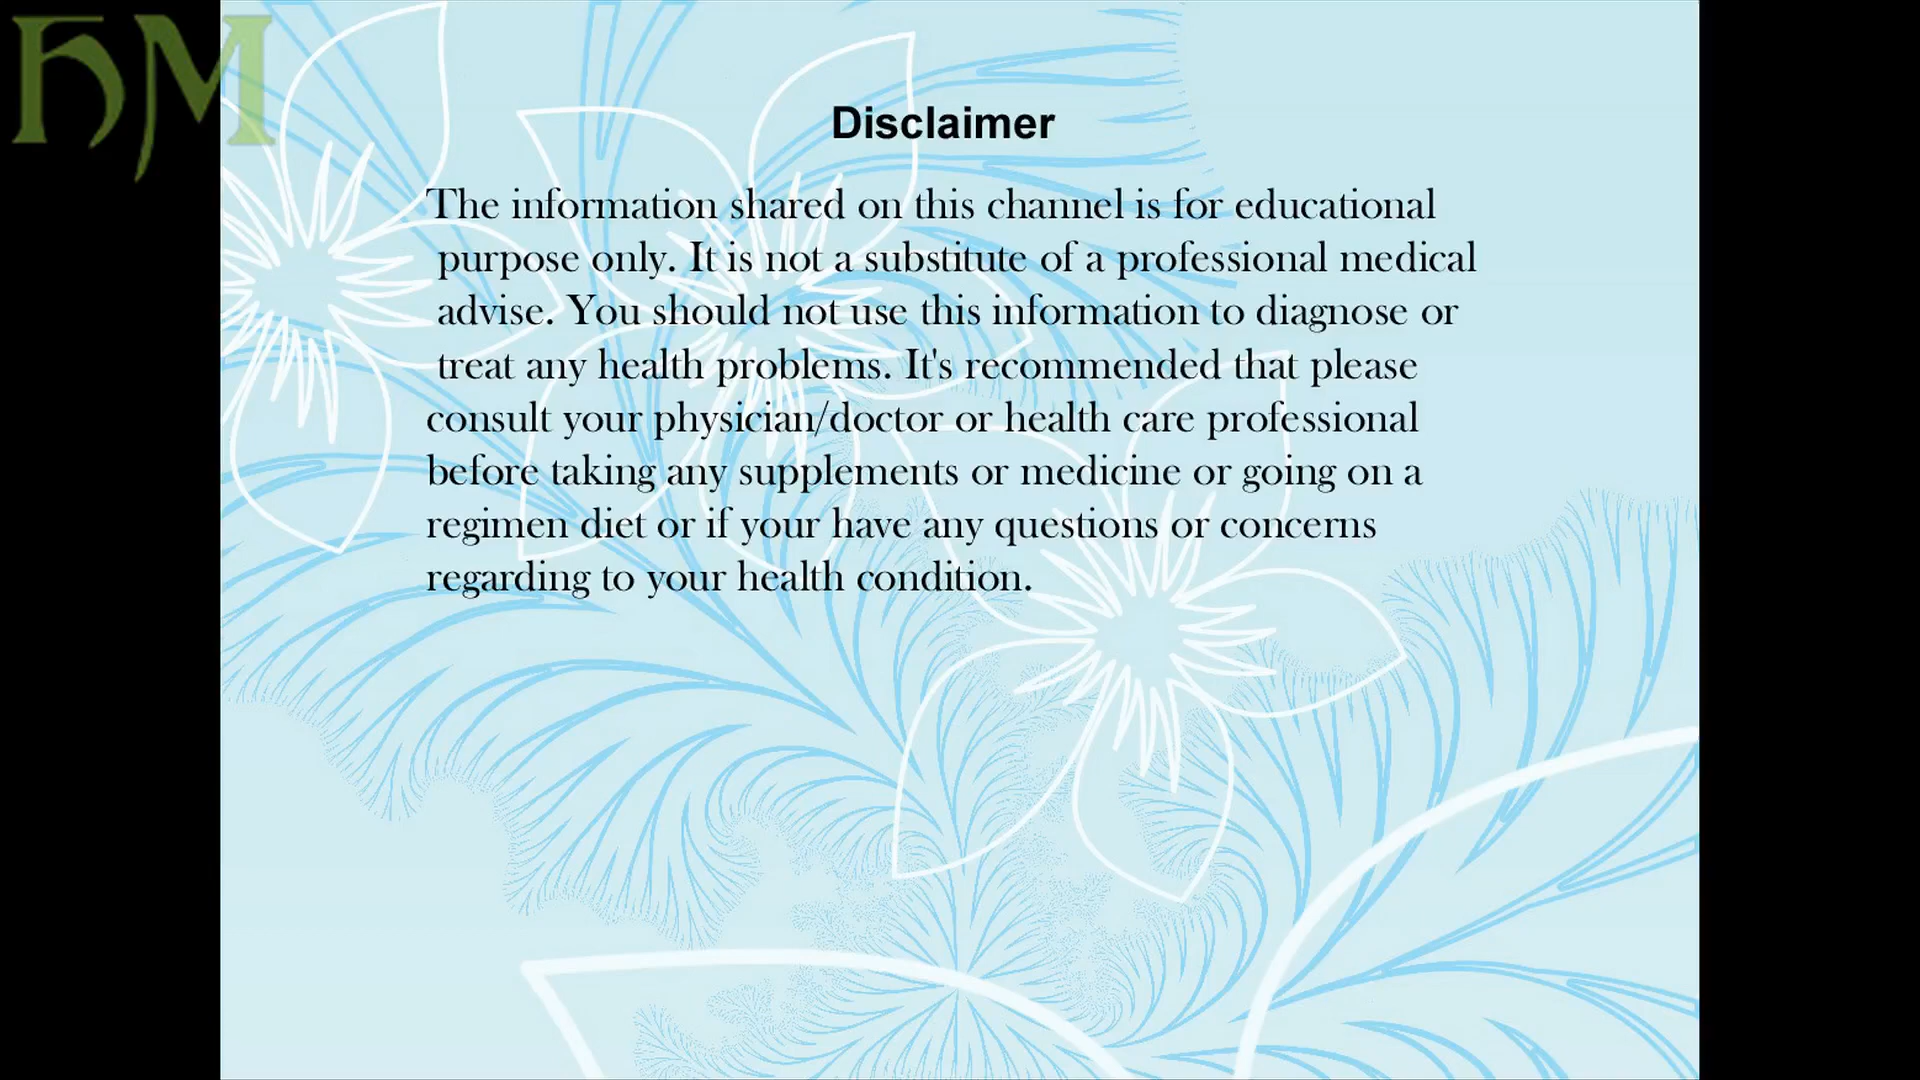 HM
Disclaimer
The information shared on this channel is for educational
purpose only. It is not a substitute of a professional medical
advise. You should not use this information to diagnose or
treat any health problems. It's recommended that please
consult your physician/doctor or health care professional
before taking any supplements or medicine or going on a
regimen diet or if your have any questions or concerns
regarding to your health condition.